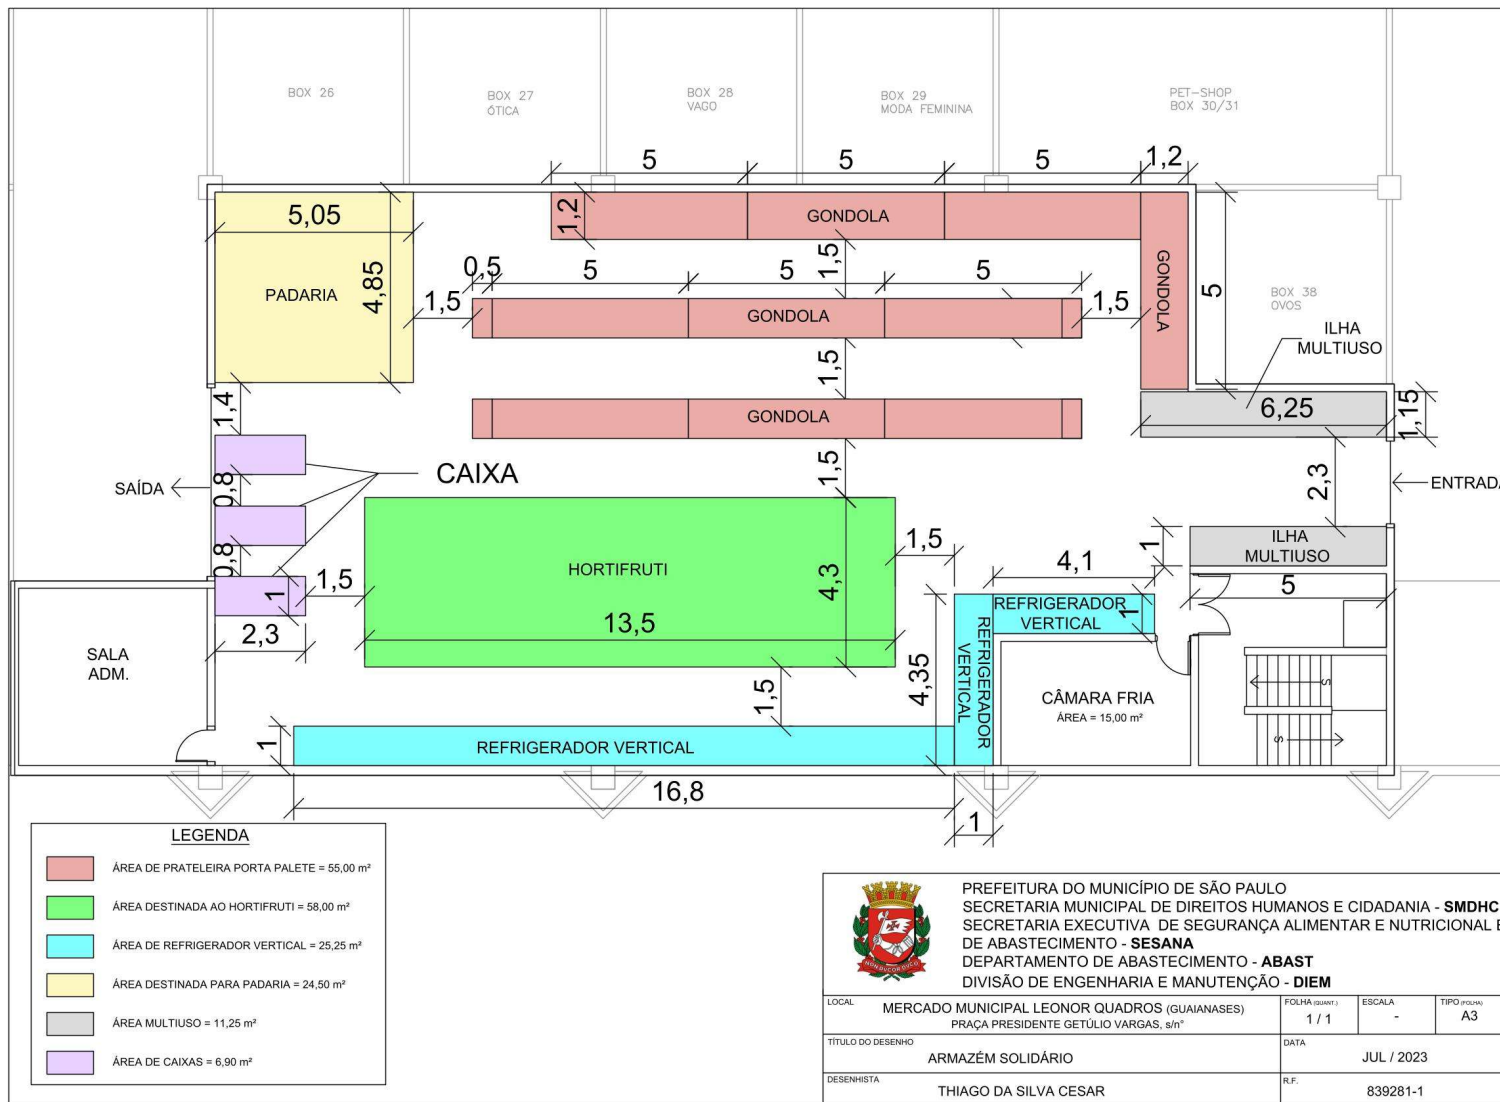 BOX 26
BOX 27
ÓTICA
BOX 28
VAGO
BOX 29
MODA FEMININA
PET-SHOP
BOX 30/31
5
5
5
1,2
5,05
1,2
GONDOLA
4,85
PADARIA
1,5
0,5
5
5
5
1,5
GONDOLA
1,5
GONDOLA
5
BOX 38
OVOS
ILHA
MULTIUSO
1,5
GONDOLA
6,25
1,15
1,4
CAIXA
1,5
SAÍDA
0,8
2,3
ENTRADA
0,8
HORTIFRUTI
4,3
1,5
1
ILHA
MULTIUSO
4,1
5
1,5
1
2,3
13,5
REFRIGERADOR
VERTICAL
1
REFRIGERADOR
VERTICAL
4,35
SALA
ADM.
1,5
CÂMARA FRIA
ÁREA = 15,00 m²
S
S
1
REFRIGERADOR VERTICAL
16,8
1
LEGENDA
ÁREA DE PRATELEIRA PORTA PALETE = 55,00 m²
ÁREA DESTINADA AO HORTIFRUTI = 58,00 m²
ÁREA DE REFRIGERADOR VERTICAL = 25,25 m²
ÁREA DESTINADA PARA PADARIA = 24,50 m²
ÁREA MULTIUSO = 11,25 m²
ÁREA DE CAIXAS = 6,90 m²
PREFEITURA DO MUNICÍPIO DE SÃO PAULO
SECRETARIA MUNICIPAL DE DIREITOS HUMANOS E CIDADANIA - SMDHC
SECRETARIA EXECUTIVA DE SEGURANÇA ALIMENTAR E NUTRICIONAL E
DE ABASTECIMENTO - SESANA
DEPARTAMENTO DE ABASTECIMENTO - ABAST
DIVISÃO DE ENGENHARIA E MANUTENÇÃO - DIEM
NON DUCOR DUCO
LOCAL
MERCADO MUNICIPAL LEONOR QUADROS (GUAIANASES)
PRAÇA PRESIDENTE GETÚLIO VARGAS, s/n°
FOLHA (QUANT.)
1 / 1
ESCALA
-
TIPO (FOLHA)
A3
TÍTULO DO DESENHO
ARMAZÉM SOLIDÁRIO
DATA
JUL / 2023
DESENHISTA
THIAGO DA SILVA CESAR
R.F.
839281-1